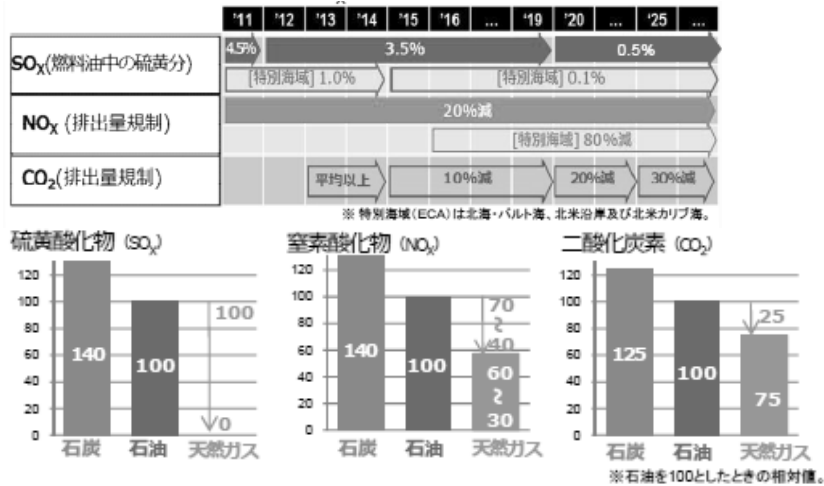 '11 '12 '13 '14 '15 '16 ... '19 '20 ... '25 ...
SOX(燃料油中の硫黄分) 4.5% 3.5% 0.5%
[特別海域] 1.0% [特別海域] 0.1%
NOX (排出量規制) 20%減
[特別海域] 80%減
CO2(排出量規制) 平均以上 10%減 20%減 30%減
※ 特別海域(ECA)は北海・バルト海、北米沿岸及び北米カリブ海。
硫黄酸化物 (SOX) 窒素酸化物 (NOX) 二酸化炭素 (CO2)
120 100 80 60 40 20 0
140 100 100 0
石炭 石油 天然ガス
120 100 80 60 40 20 0
140 100 70 ~ 40 60 ~ 30
石炭 石油 天然ガス
120 100 80 60 40 20 0
125 100 25 75
石炭 石油 天然ガス
※石油を100としたときの相対値。